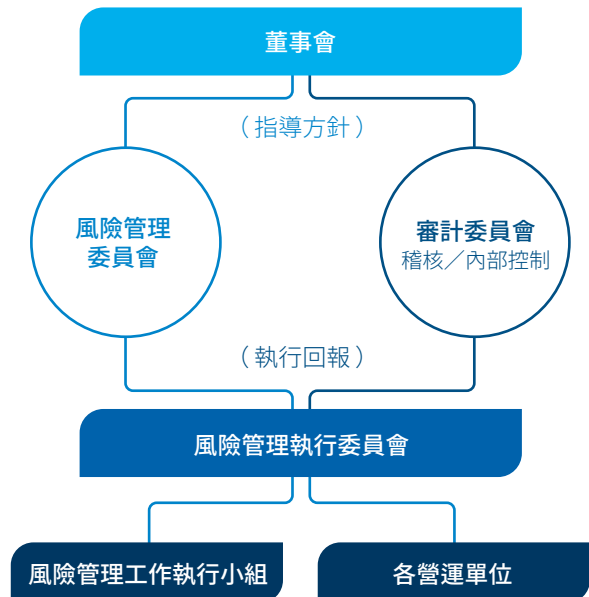 董事會
（指導方針）
風險管理
委員會
審計委員會
稽核／內部控制
（執行回報）
風險管理執行委員會
風險管理工作執行小組
各營運單位